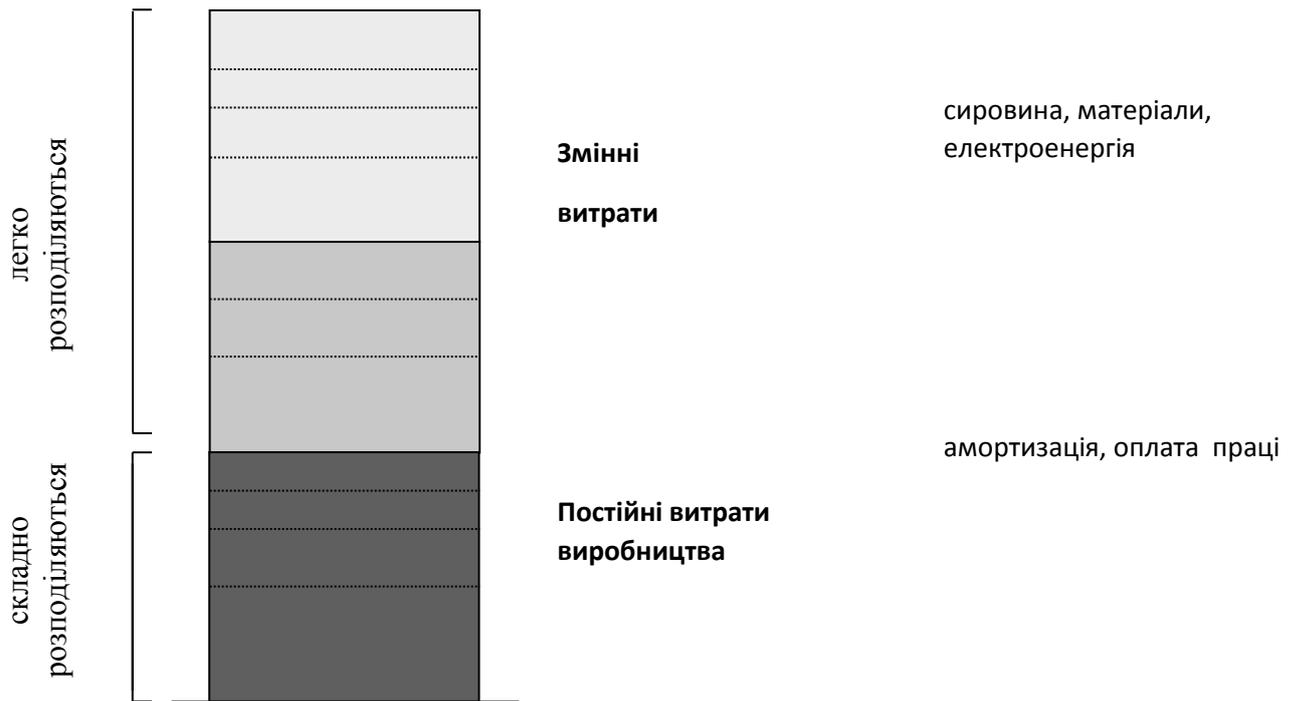 легко
розподіляються
Змінні
витрати
сировина, матеріали,
електроенергія
складно
розподіляються
Постійні витрати
виробництва
амортизація, оплата праці